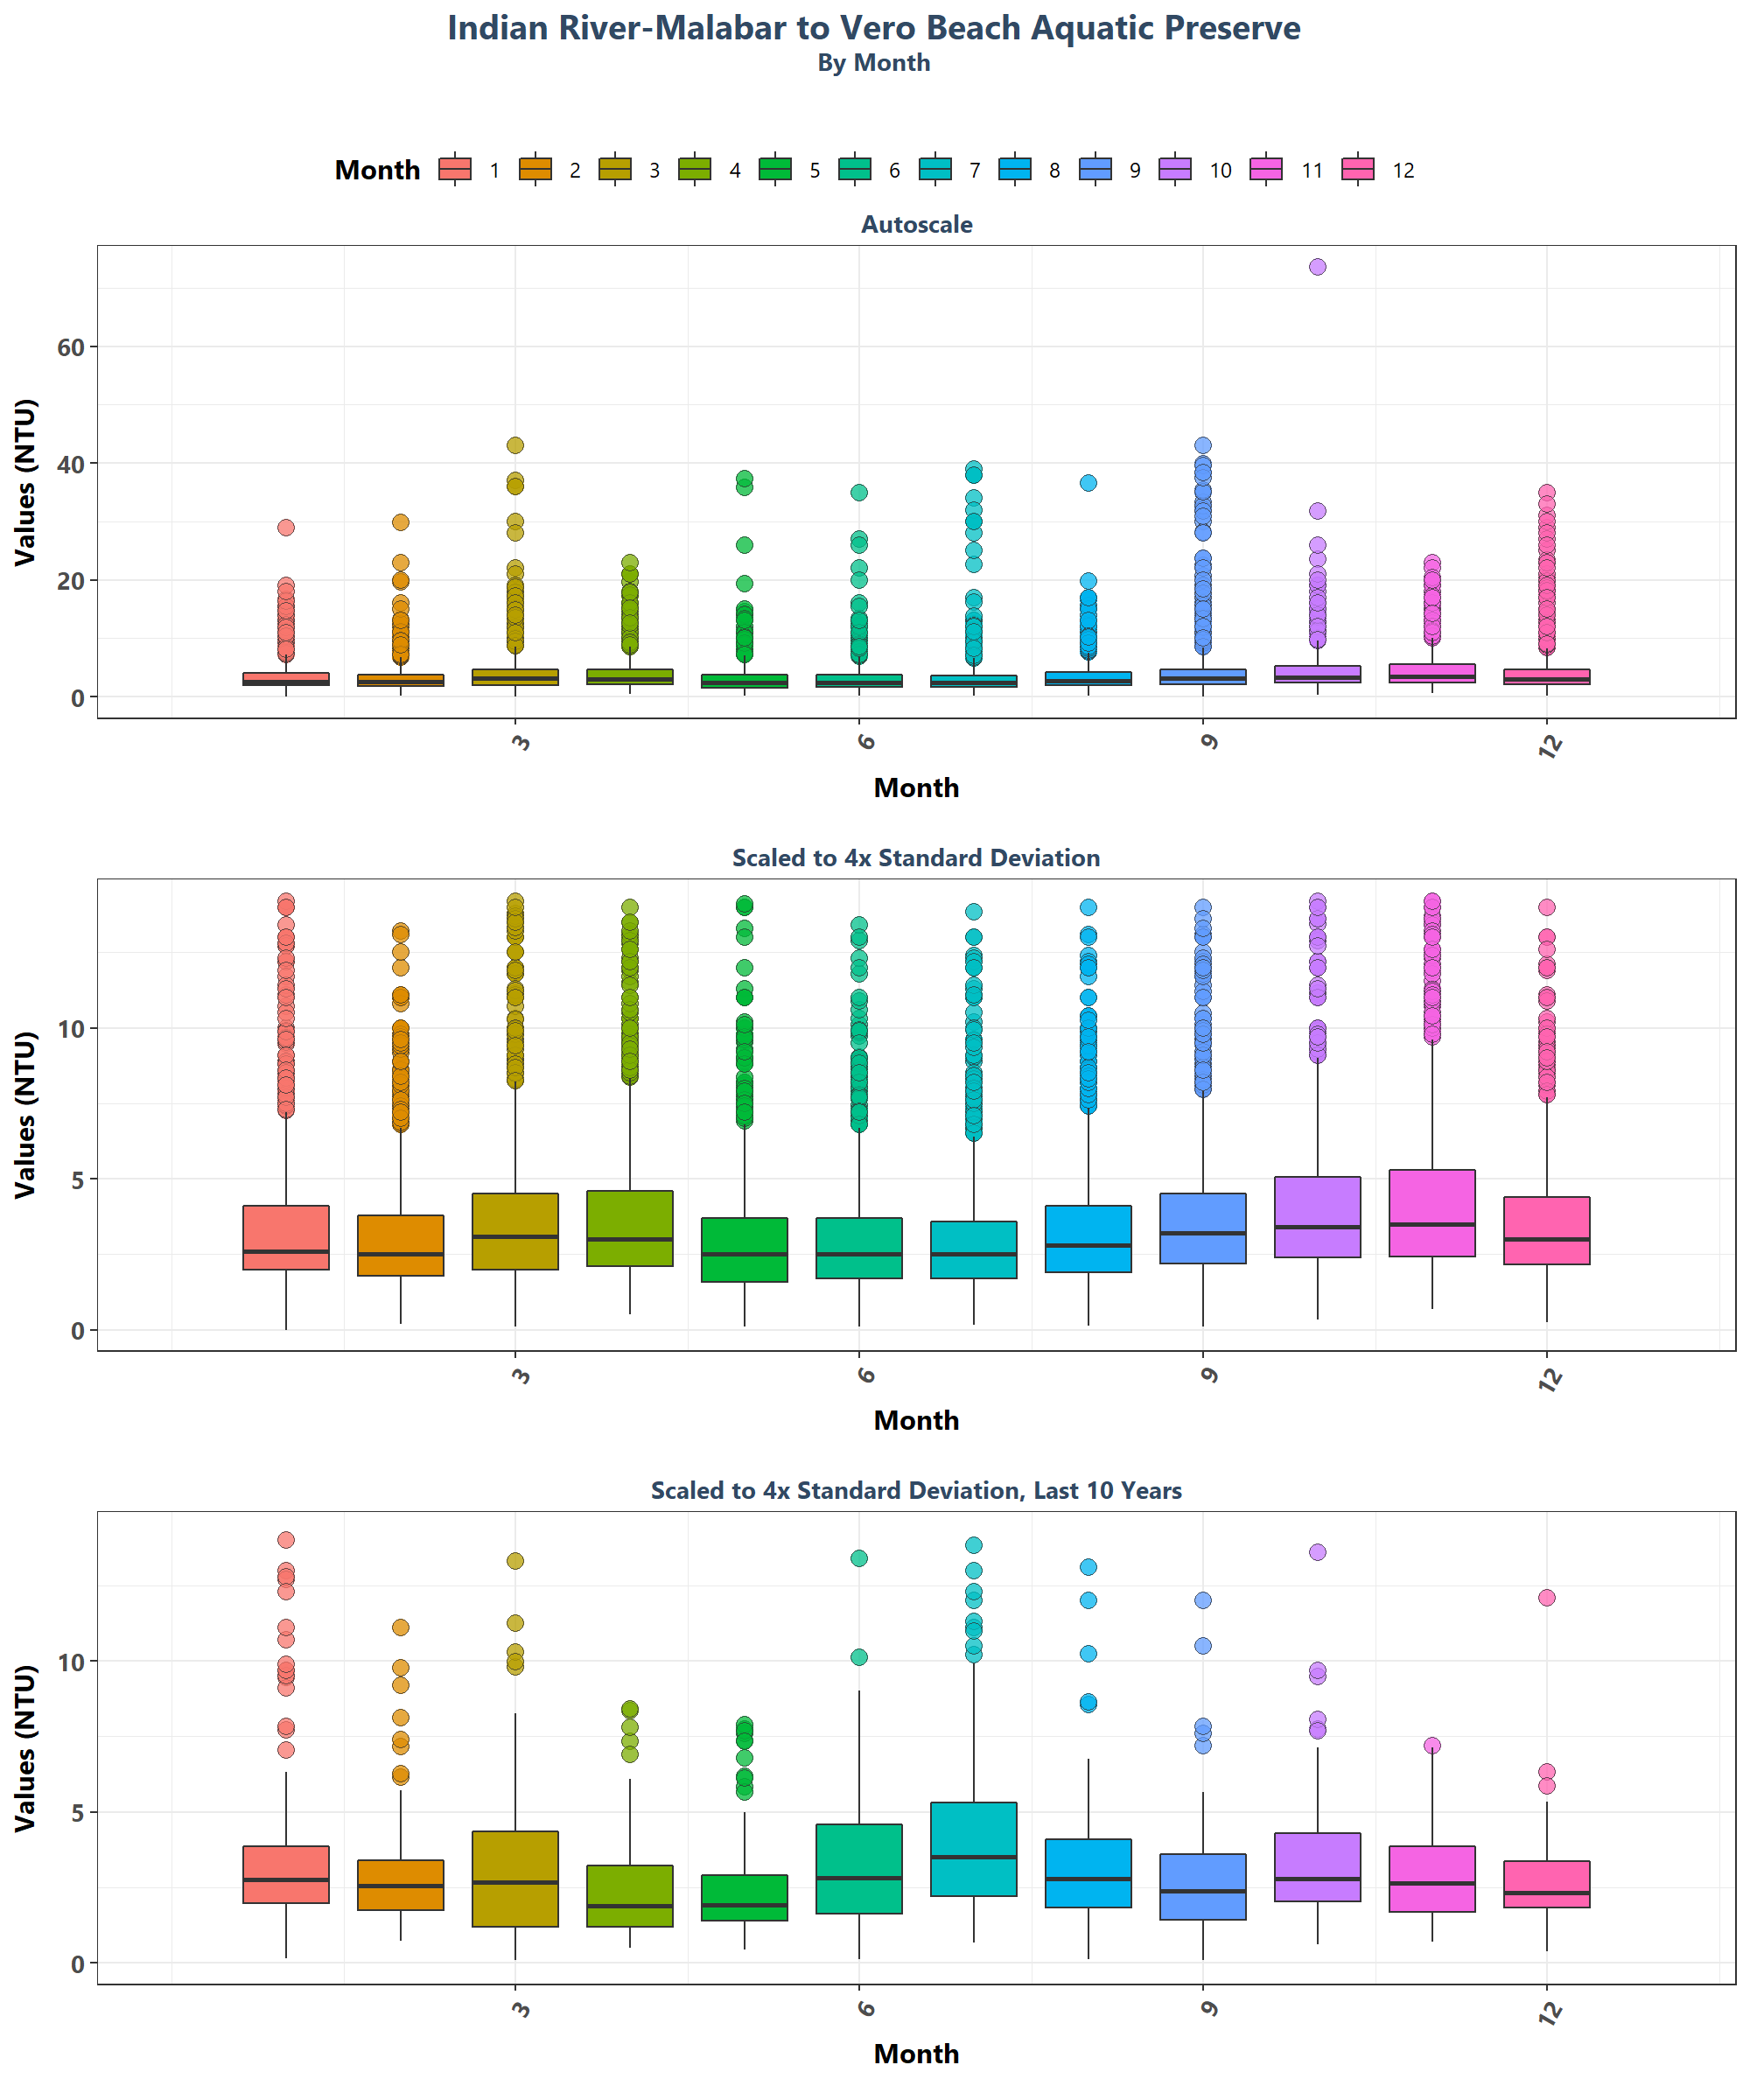 Indian River-Malabar to Vero Beach Aquatic Preserve
By Month
Month 1 2 3 4 5 6 7 8 9 10 11 12
Autoscale
Values (NTU)
60
40
20
0
3 6 9 12
Month
Scaled to 4x Standard Deviation
Values (NTU)
10
5
0
3 6 9 12
Month
Scaled to 4x Standard Deviation, Last 10 Years
Values (NTU)
10
5
0
3 6 9 12
Month